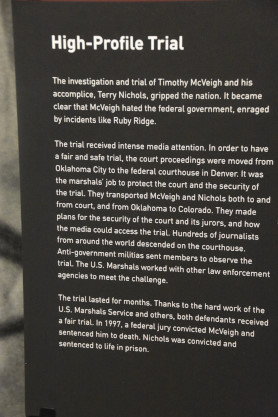 High-Profile Trial
The investigation and trial of Timothy McVeigh and his
accomplice, Terry Nichols, gripped the nation. It became
clear that McVeigh hated the federal government, enraged
by incidents like Ruby Ridge.
The trial received intense media attention. In order to have
a fair and safe trial, the court proceedings were moved from
Oklahoma City to the federal courthouse in Denver. It was
the marshals' job to protect the court and the security of
the trial. They transported McVeigh and Nichols both to and
from court, and from Oklahoma to Colorado. They made
plans for the security of the court and its jurors, and how
the media could access the trial. Hundreds of journalists
from around the world descended on the courthouse.
Anti-government militias sent members to observe the
trial. The U.S. Marshals worked with other law enforcement
agencies to meet the challenge.
The trial lasted for months. Thanks to the hard work of the
U.S. Marshals Service and others, both defendants received
a fair trial. In 1997, a federal jury convicted McVeigh and
sentenced him to death. Nichols was convicted and
sentenced to life in prison.